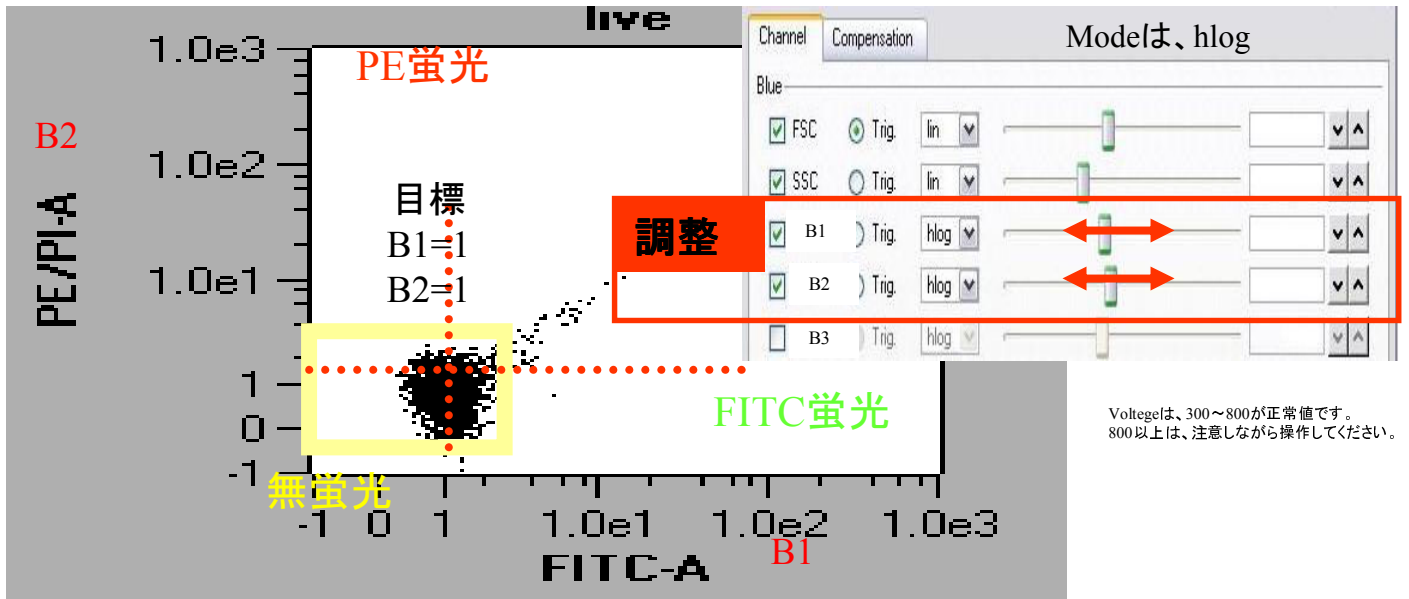 live
1.0e3
PE蛍光
B2
1.0e2
PE/PI-A
目標
B1=1
B2=1
1.0e1
1
0
-1
無蛍光
FITC蛍光
-1 0 1 1.0e1 1.0e2 1.0e3
B1
FITC-A
Channel Compensation
Modeは、hlog
Blue
FSC Trig. lin
SSC Trig. lin
調整
B1 Trig. hlog
B2 Trig. hlog
B3 Trig. hlog
Voltegeは、300～800が正常値です。
800以上は、注意しながら操作してください。